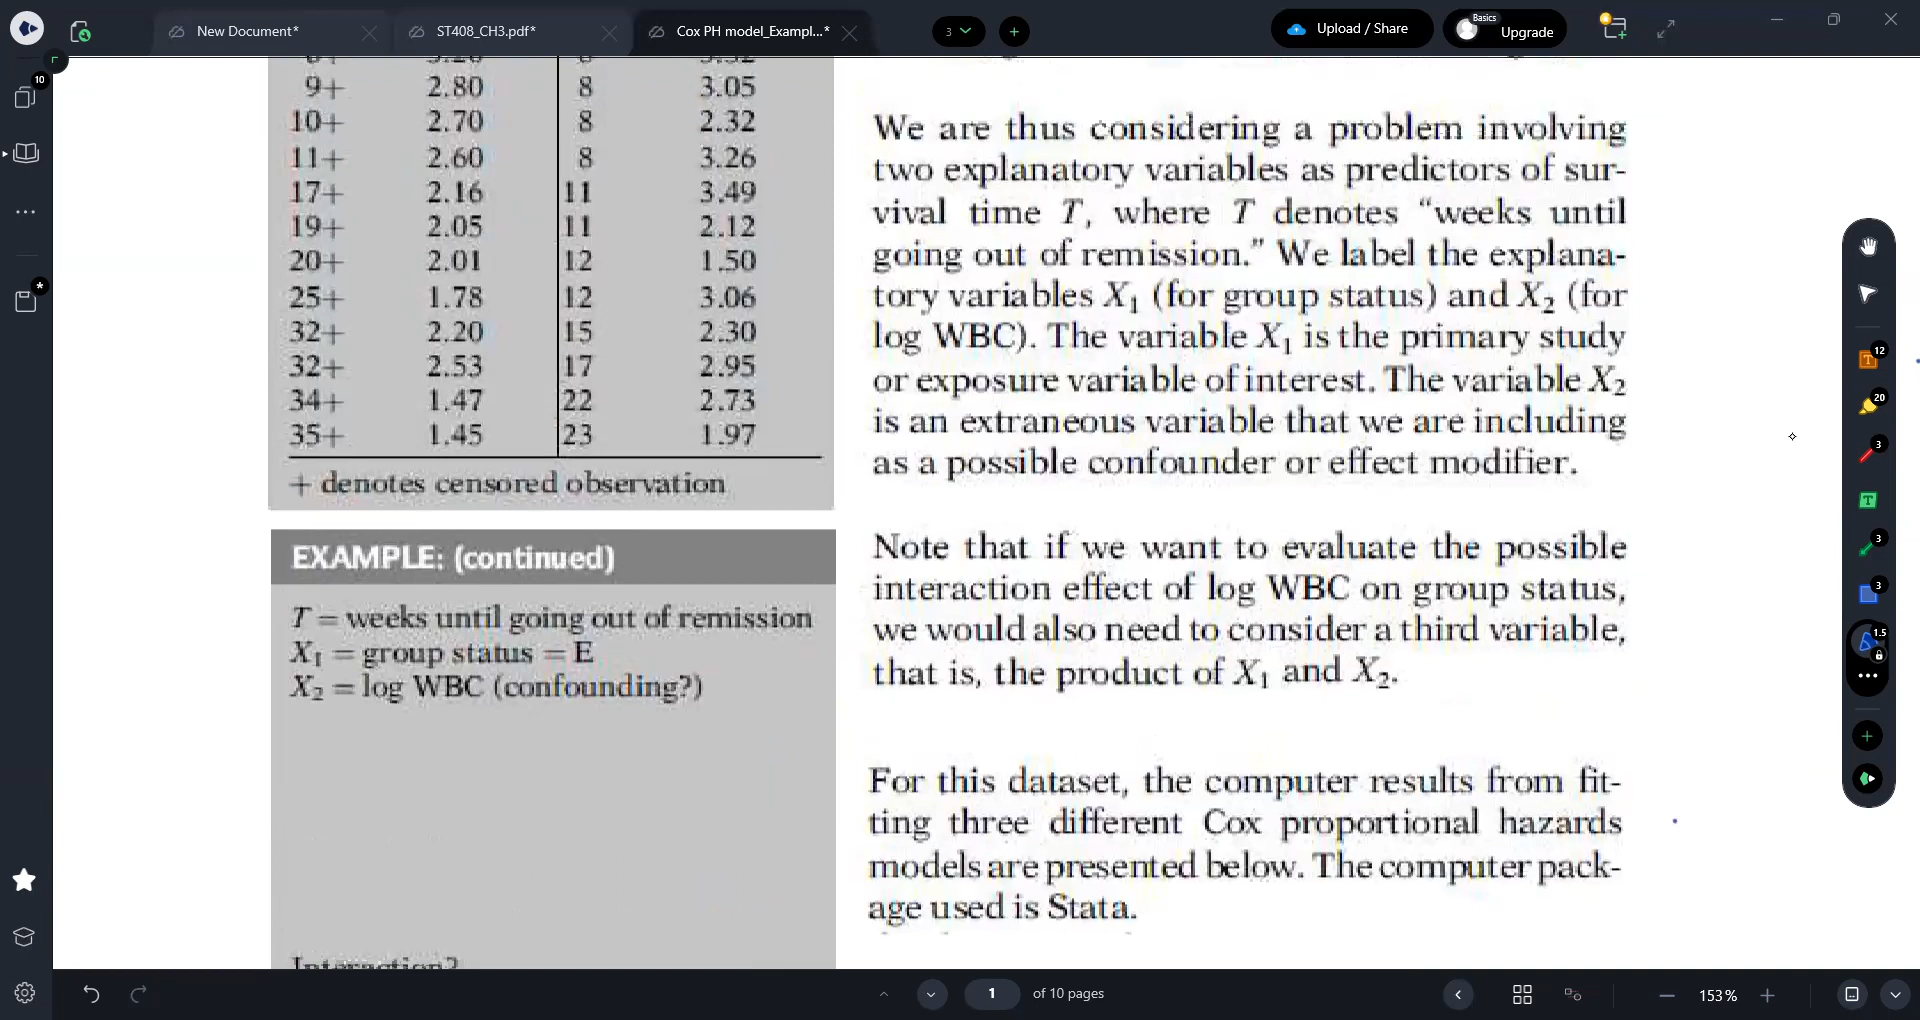 New Document*
ST408_CH3.pdf*
Cox PH model_Exampl...*
3
Upload / Share
Basics
Upgrade
10
9+ 2.80 8 3.05
10+ 2.70 8 2.32
11+ 2.60 8 3.26
17+ 2.16 11 3.49
19+ 2.05 11 2.12
20+ 2.01 12 1.50
25+ 1.78 12 3.06
32+ 2.20 15 2.30
32+ 2.53 17 2.95
34+ 1.47 22 2.73
35+ 1.45 23 1.97
+ denotes censored observation
EXAMPLE: (continued)
T = weeks until going out of remission
X₁ = group status = E
X₂ = log WBC (confounding?)
Interaction?
We are thus considering a problem involving
two explanatory variables as predictors of sur-
vival time T, where T denotes “weeks until
going out of remission.” We label the explana-
tory variables X₁ (for group status) and X₂ (for
log WBC). The variable X₁ is the primary study
or exposure variable of interest. The variable X₂
is an extraneous variable that we are including
as a possible confounder or effect modifier.
Note that if we want to evaluate the possible
interaction effect of log WBC on group status,
we would also need to consider a third variable,
that is, the product of X₁ and X₂.
For this dataset, the computer results from fit-
ting three different Cox proportional hazards
models are presented below. The computer pack-
age used is Stata.
12
20
3
T
3
3
1.5
1 of 10 pages
153%